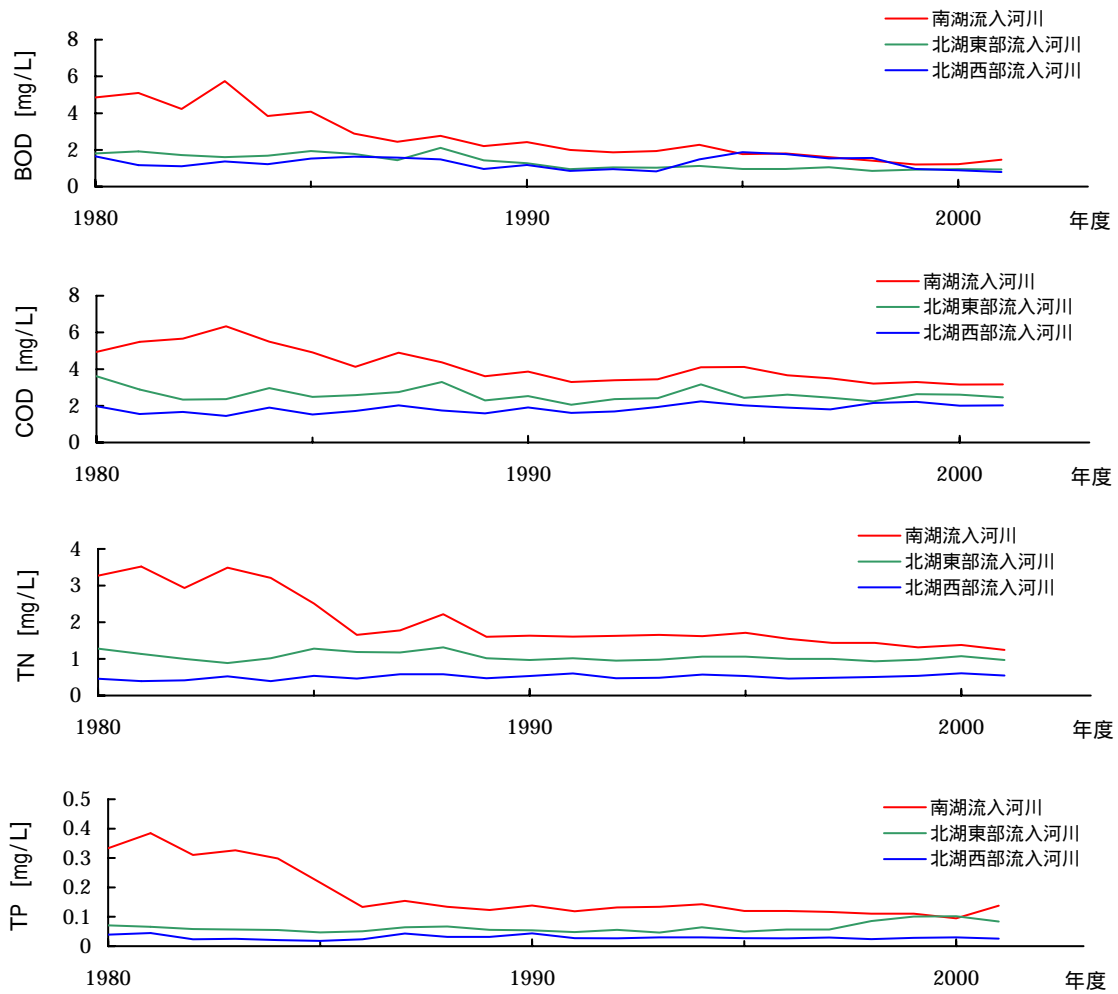 南湖流入河川
北湖東部流入河川
北湖西部流入河川
BOD [mg/L]
8
6
4
2
0
1980
1990
2000
年度
南湖流入河川
北湖東部流入河川
北湖西部流入河川
COD [mg/L]
8
6
4
2
0
1980
1990
2000
年度
南湖流入河川
北湖東部流入河川
北湖西部流入河川
TN [mg/L]
4
3
2
1
0
1980
1990
2000
年度
南湖流入河川
北湖東部流入河川
北湖西部流入河川
TP [mg/L]
0.5
0.4
0.3
0.2
0.1
0
1980
1990
2000
年度